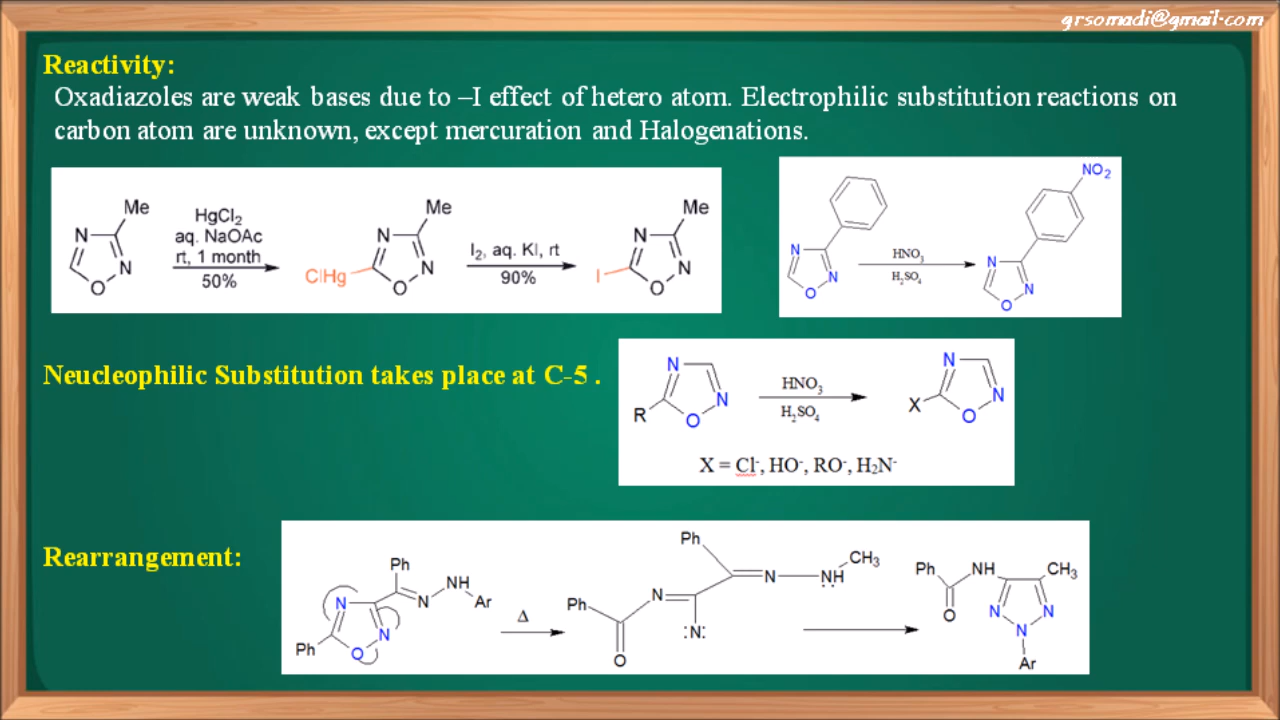 grsomadi@gmail.com
Reactivity:
Oxadiazoles are weak bases due to –I effect of hetero atom. Electrophilic substitution reactions on
carbon atom are unknown, except mercuration and Halogenations.
Me
N
N
O
HgCl₂
aq. NaOAc
rt, 1 month
50%
Me
N
N
ClHg
O
I₂, aq. KI, rt
90%
Me
N
N
I
O
N
N
O
HNO₃
H₂SO₄
NO₂
N
N
O
Neucleophilic Substitution takes place at C-5 .
N
N
R
O
HNO₃
H₂SO₄
N
N
X
O
X = Cl⁻, HO⁻, RO⁻, H₂N⁻
Rearrangement:
Ph
NH
N
N
Ar
N
Ph
O
Δ
Ph
CH₃
N
NH
N
Ph
:N:
O
Ph
NH
CH₃
O
N
N
N
Ar